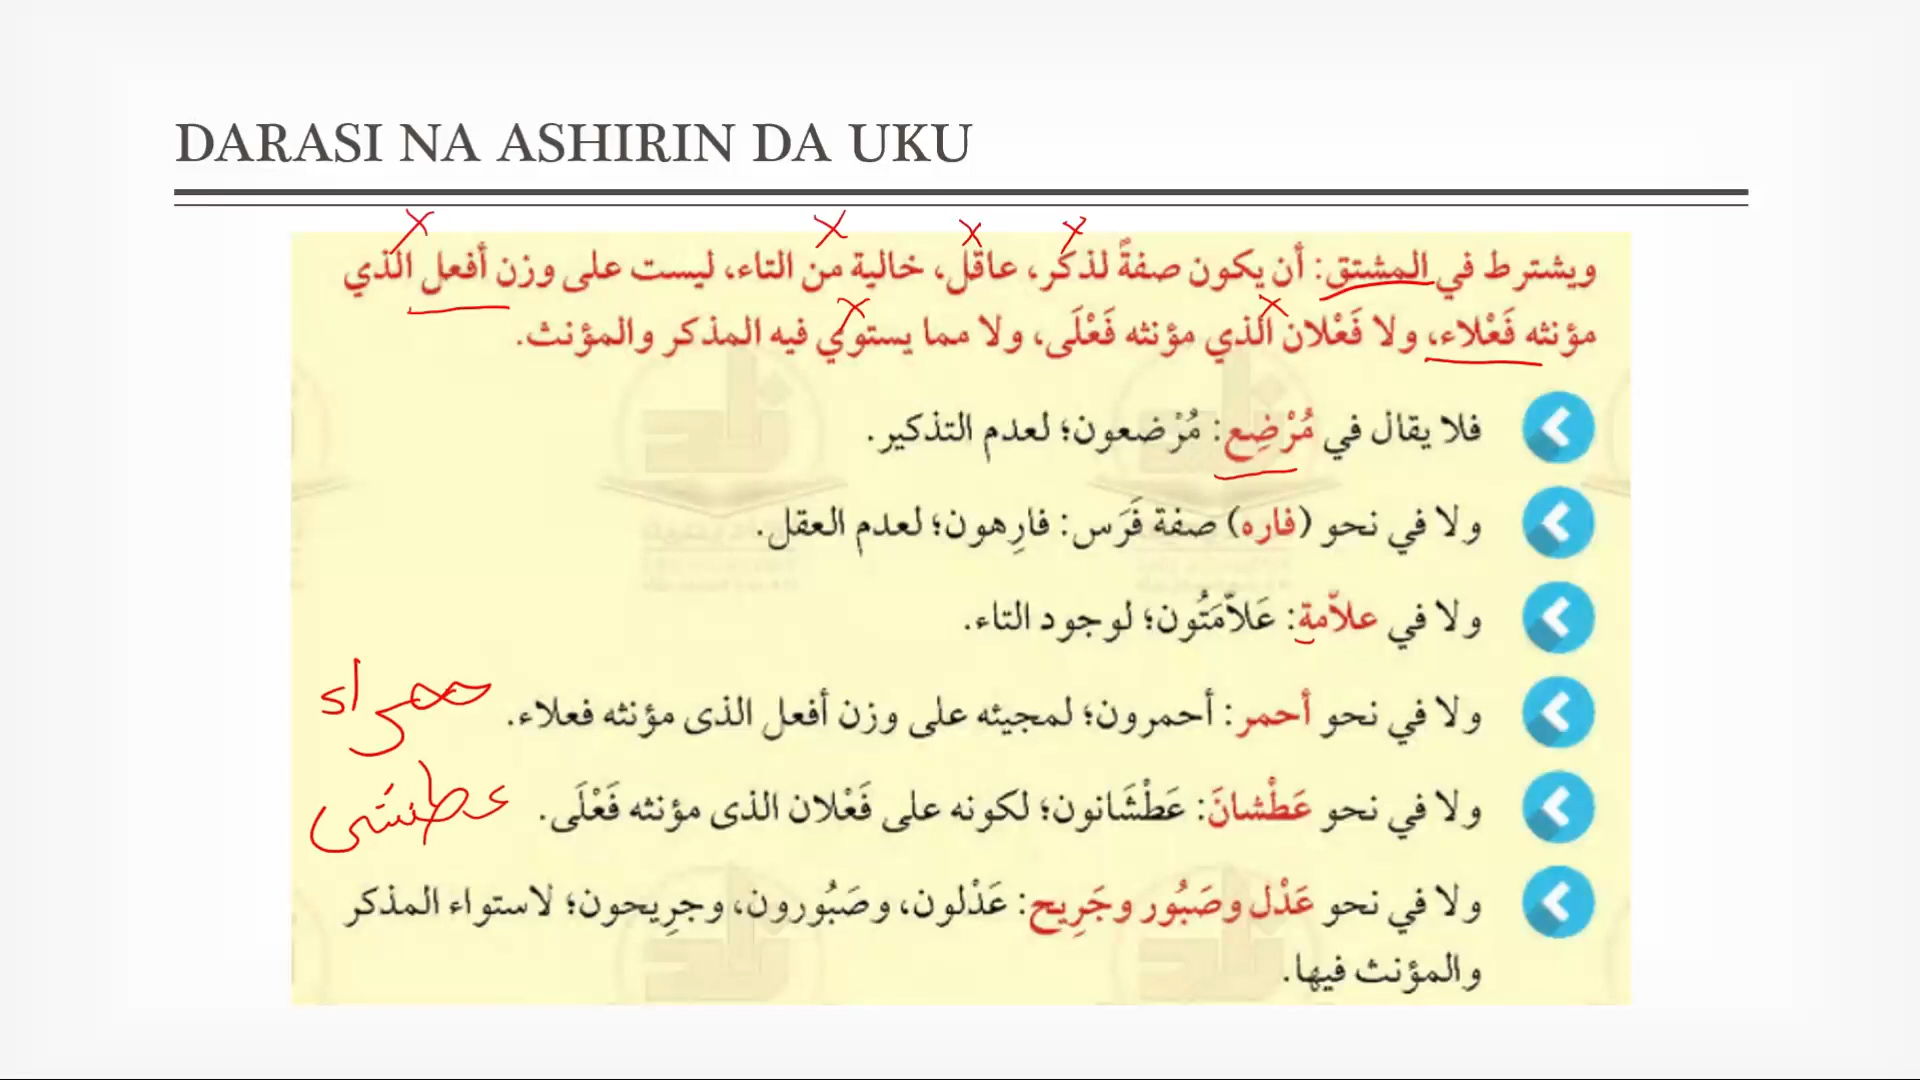 DARASI NA ASHIRIN DA UKU
ويشترط في المشتق: أن يكون صفةً لذكر، عاقل، خالية من التاء، ليست على وزن أفعل الذي
مؤنثه فَعْلاء، ولا فَعْلان الذي مؤنثه فَعْلَى، ولا مما يستوي فيه المذكر والمؤنث.
فلا يقال في مُرْضِع: مُرْضعون؛ لعدم التذكير.
ولا في نحو (فاره) صفة فَرَس: فارِهون؛ لعدم العقل.
ولا في علاّمة: عَلاّمَتُون؛ لوجود التاء.
ولا في نحو أحمر: أحمرون؛ لمجيئه على وزن أفعل الذى مؤنثه فعلاء.
حمراء
ولا في نحو عَطْشانَ: عَطْشَانون؛ لكونه على فَعْلان الذى مؤنثه فَعْلَى.
عطشَى
ولا في نحو عَدْل وصَبُور وجَرِيح: عَدْلون، وصَبُورون، وجرِيحون؛ لاستواء المذكر
والمؤنث فيها.